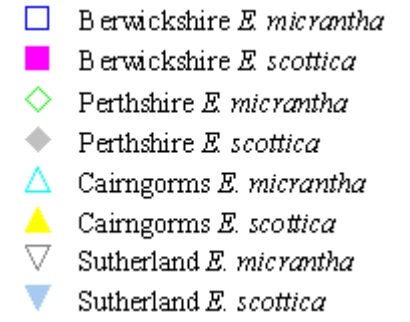 Berwickshire E. micrantha
Berwickshire E. scottica
Perthshire E. micrantha
Perthshire E. scottica
Cairngorms E. micrantha
Cairngorms E. scottica
Sutherland E. micrantha
Sutherland E. scottica